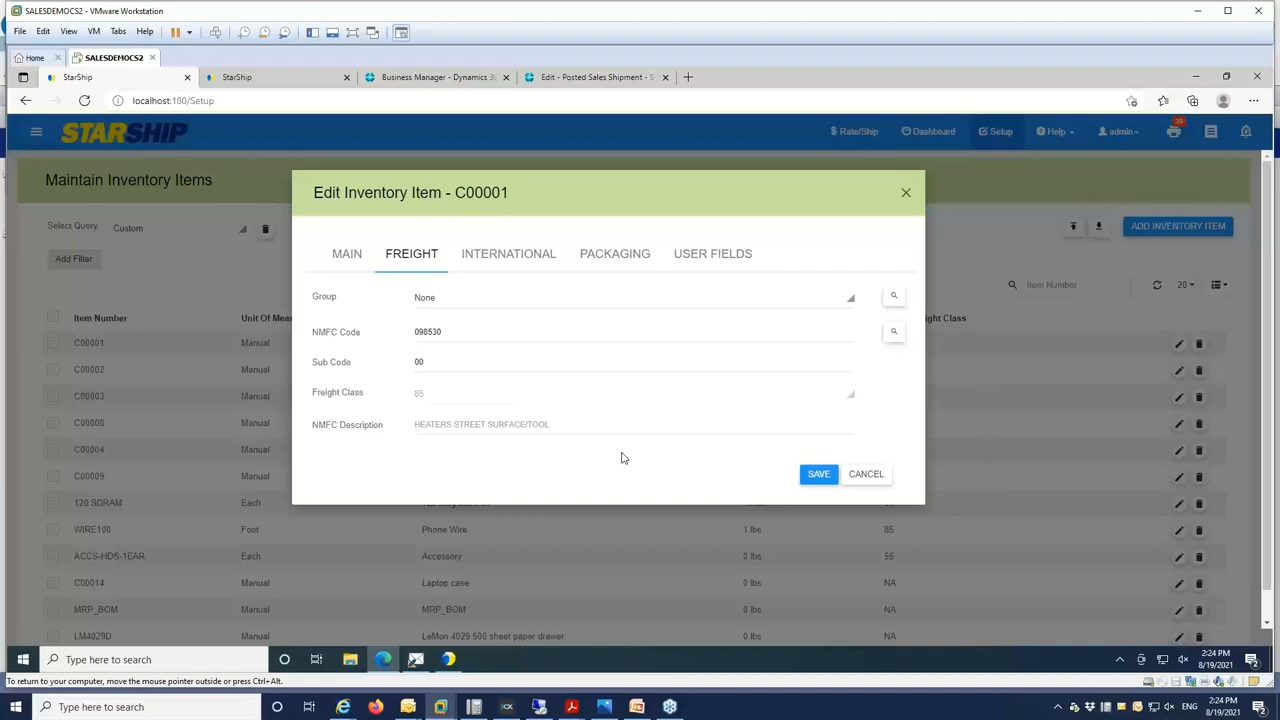 SALESDEMOCS2 - VMware Workstation
File Edit View VM Tabs Help
Home SALESDEMOCS2
StarShip StarShip Business Manager - Dynamics 36 Edit - Posted Sales Shipment - S
localhost:180/Setup
STARSHIP $ Rate/Ship Dashboard Setup Help admin 20
Maintain Inventory Items
Select Query Custom
ADD INVENTORY ITEM
Add Filter
Item Number 20
Item Number Unit Of Meas ght Class
C00001 Manual
C00002 Manual
C00003 Manual
C00008 Manual
C00004 Manual
C00009 Manual
128 SDRAM Each
WIRE100 Foot Phone Wire 1 lbs 85
ACCS-HDS-1EAR Each Accessory 0 lbs 55
C00014 Manual Laptop case 0 lbs NA
MRP_BOM Manual MRP_BOM 0 lbs NA
LM4029D Manual LeMon 4029 500 sheet paper drawer 0 lbs NA
Edit Inventory Item - C00001
MAIN FREIGHT INTERNATIONAL PACKAGING USER FIELDS
Group None
NMFC Code 098530
Sub Code 00
Freight Class 85
NMFC Description HEATERS STREET SURFACE/TOOL
SAVE CANCEL
Type here to search
2:24 PM
8/19/2021
2
To return to your computer, move the mouse pointer outside or press Ctrl+Alt.
Type here to search
ENG
2:24 PM
8/19/2021
2